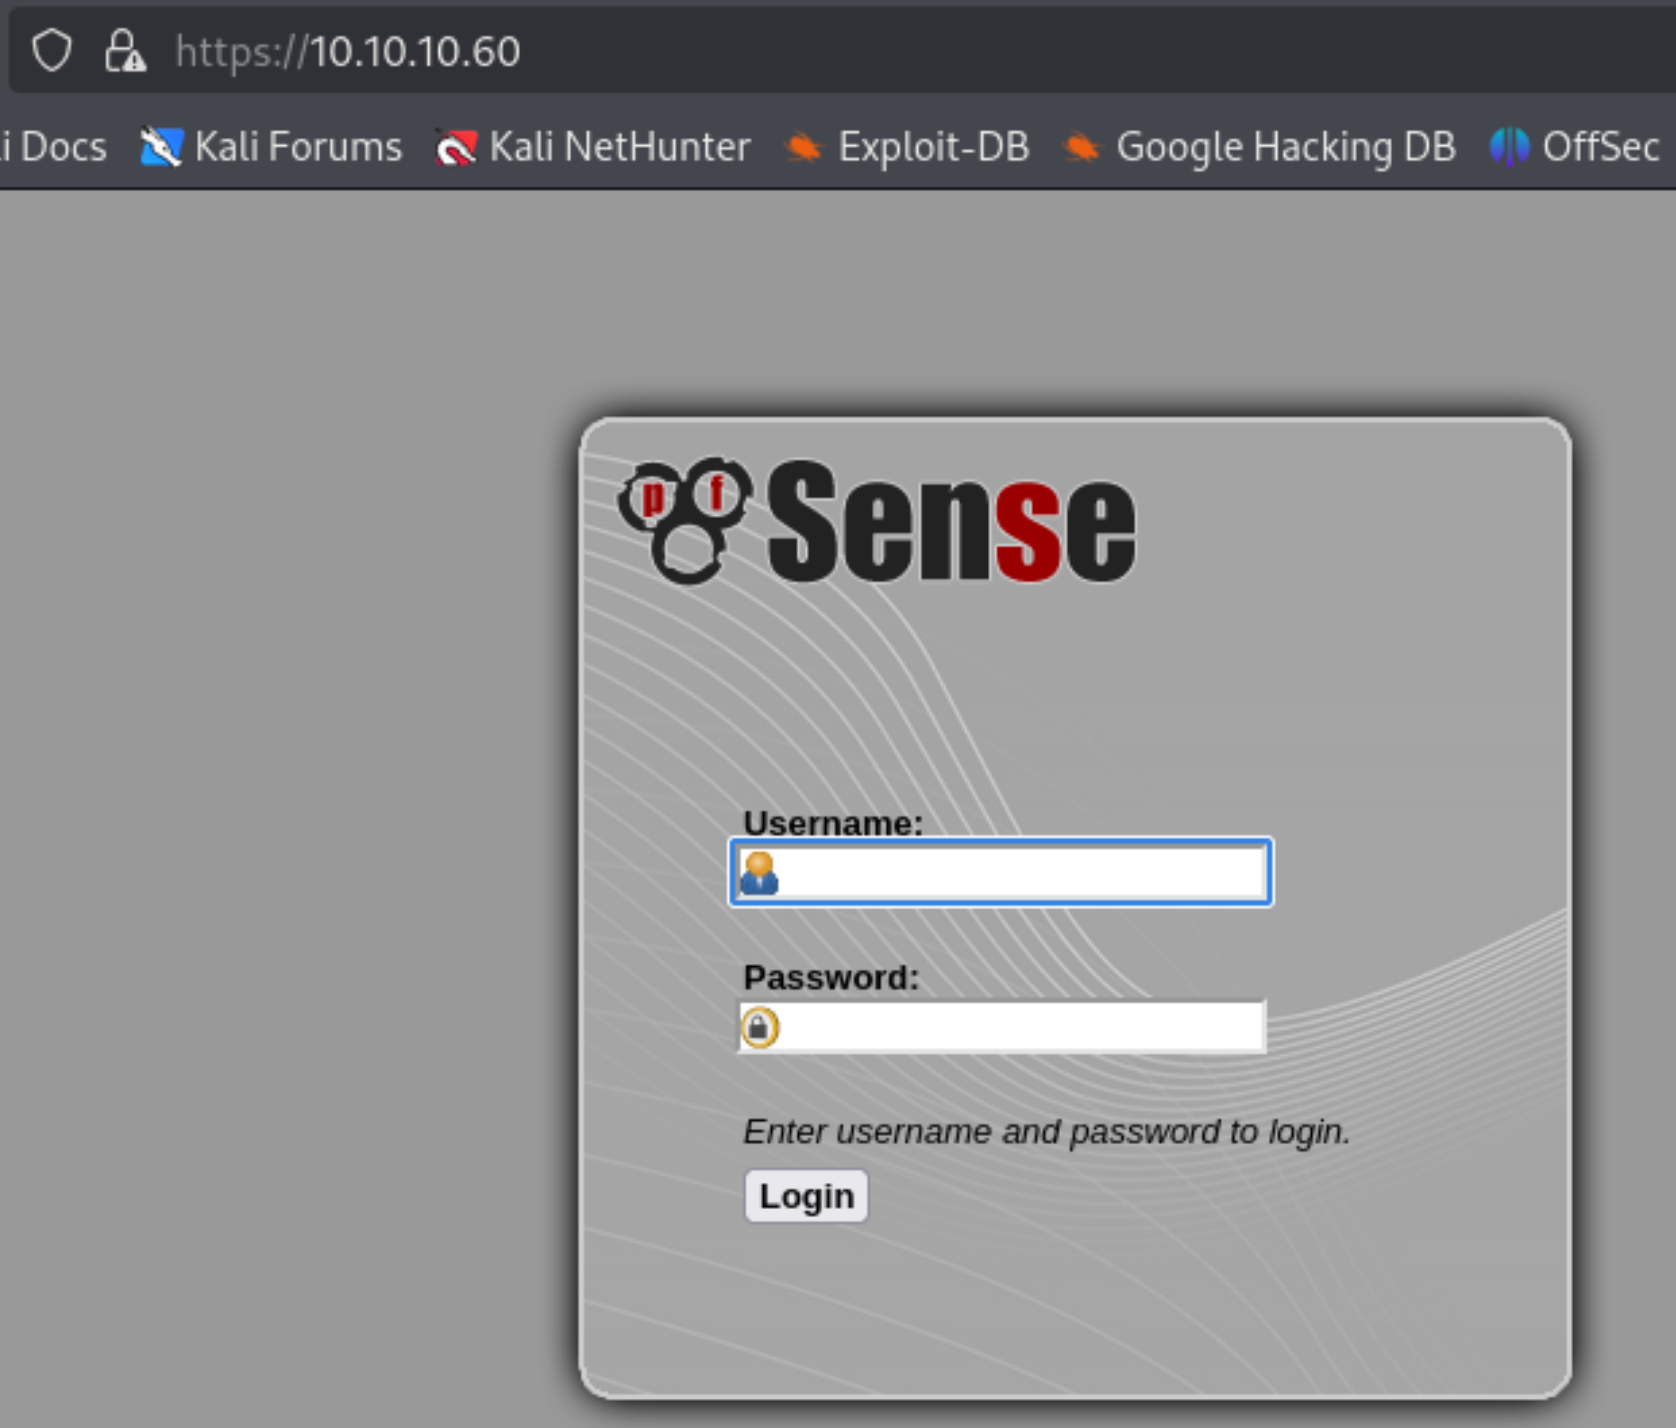 https://10.10.10.60
i Docs Kali Forums Kali NetHunter Exploit-DB Google Hacking DB OffSec
pf Sense
Username:
Password:
Enter username and password to login.
Login